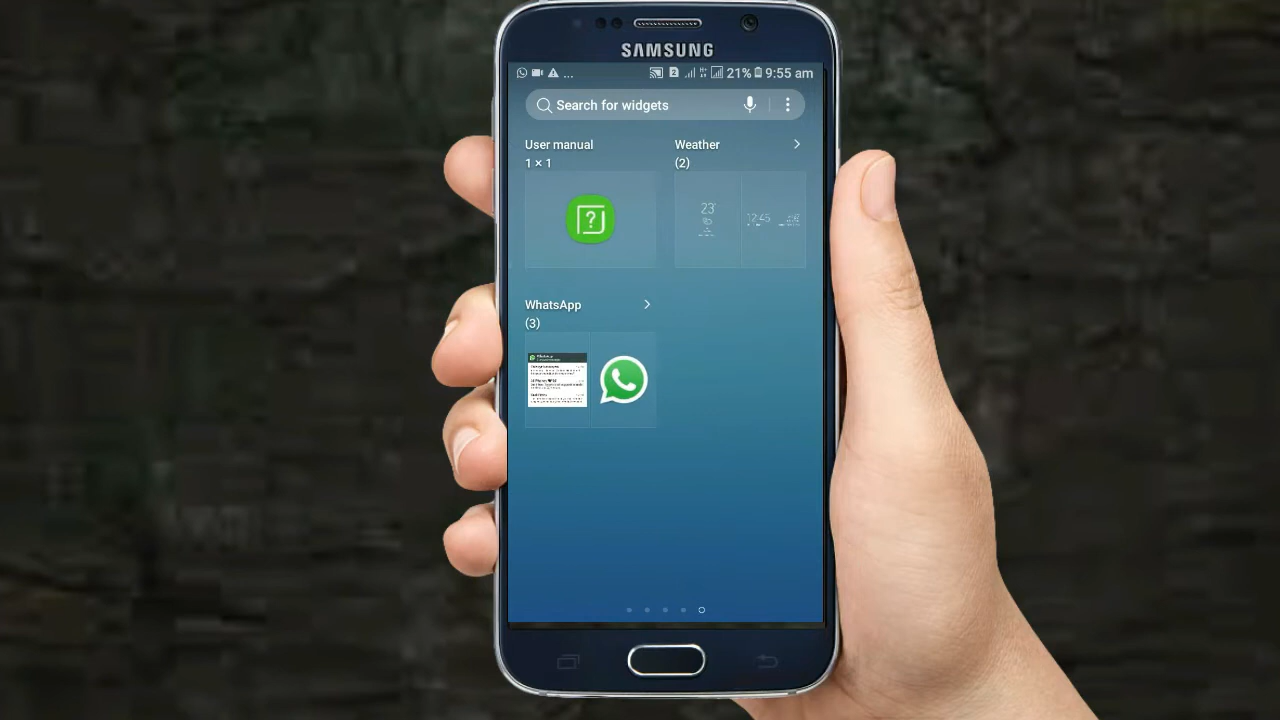 SAMSUNG
... 21% 9:55 am
Search for widgets
User manual
1 × 1
Weather
(2)
23°
12:45
WhatsApp
(3)
WhatsApp